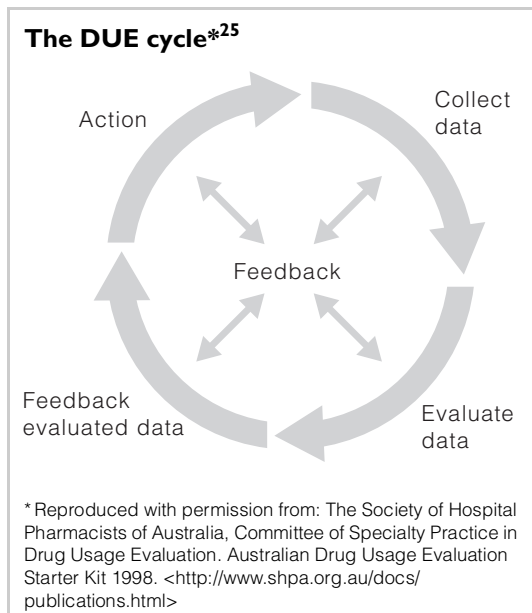 The DUE cycle*25
Action
Collect
data
Feedback
Feedback
evaluated data
Evaluate
data
* Reproduced with permission from: The Society of Hospital
Pharmacists of Australia, Committee of Specialty Practice in
Drug Usage Evaluation. Australian Drug Usage Evaluation
Starter Kit 1998. <http://www.shpa.org.au/docs/
publications.html>